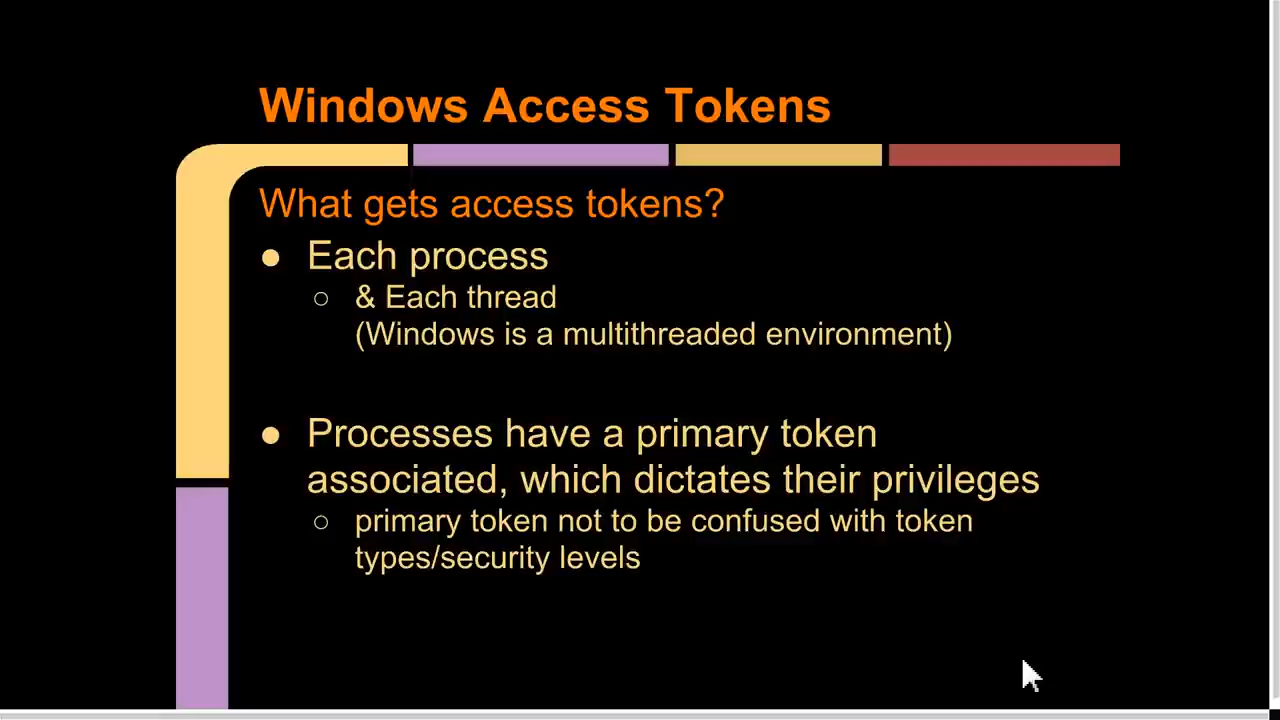 Windows Access Tokens
What gets access tokens?
● Each process
○ & Each thread
(Windows is a multithreaded environment)
● Processes have a primary token
associated, which dictates their privileges
○ primary token not to be confused with token
types/security levels